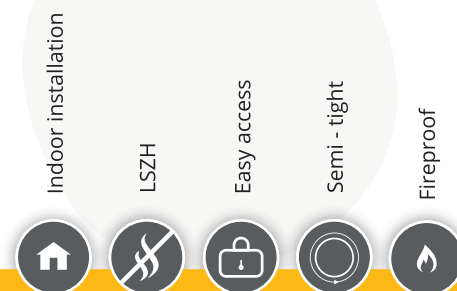 Indoor installation
LSZH
Easy access
Semi - tight
Fireproof